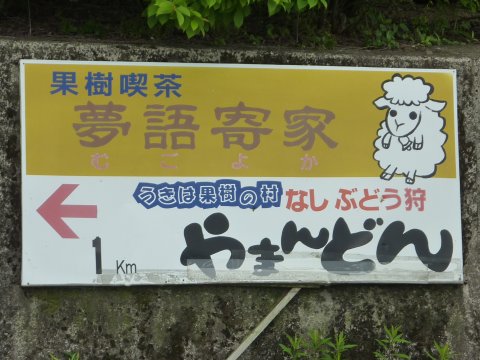 果樹喫茶
夢語寄家
むごよか
うきは果樹の村 なし ぶどう狩
1Km やまんどん